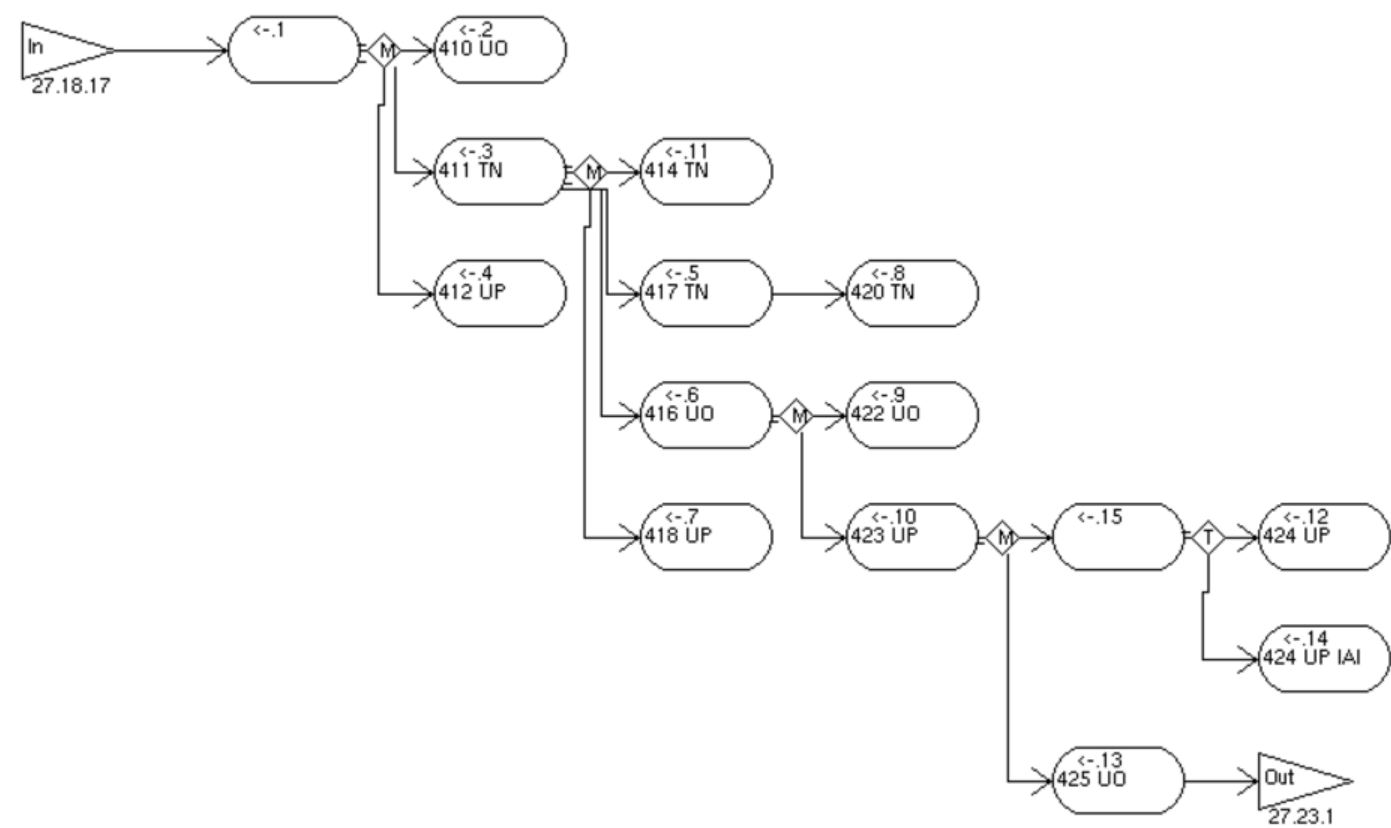 In
27.18.17
<-.1
M
<-.2
410 UO
<-.3
411 TN
M
<-.11
414 TN
<-.4
412 UP
<-.5
417 TN
<-.8
420 TN
<-.6
416 UO
M
<-.9
422 UO
<-.7
418 UP
<-.10
423 UP
M
<-.15
T
<-.12
424 UP
<-.14
424 UP IAI
<-.13
425 UO
Out
27.23.1